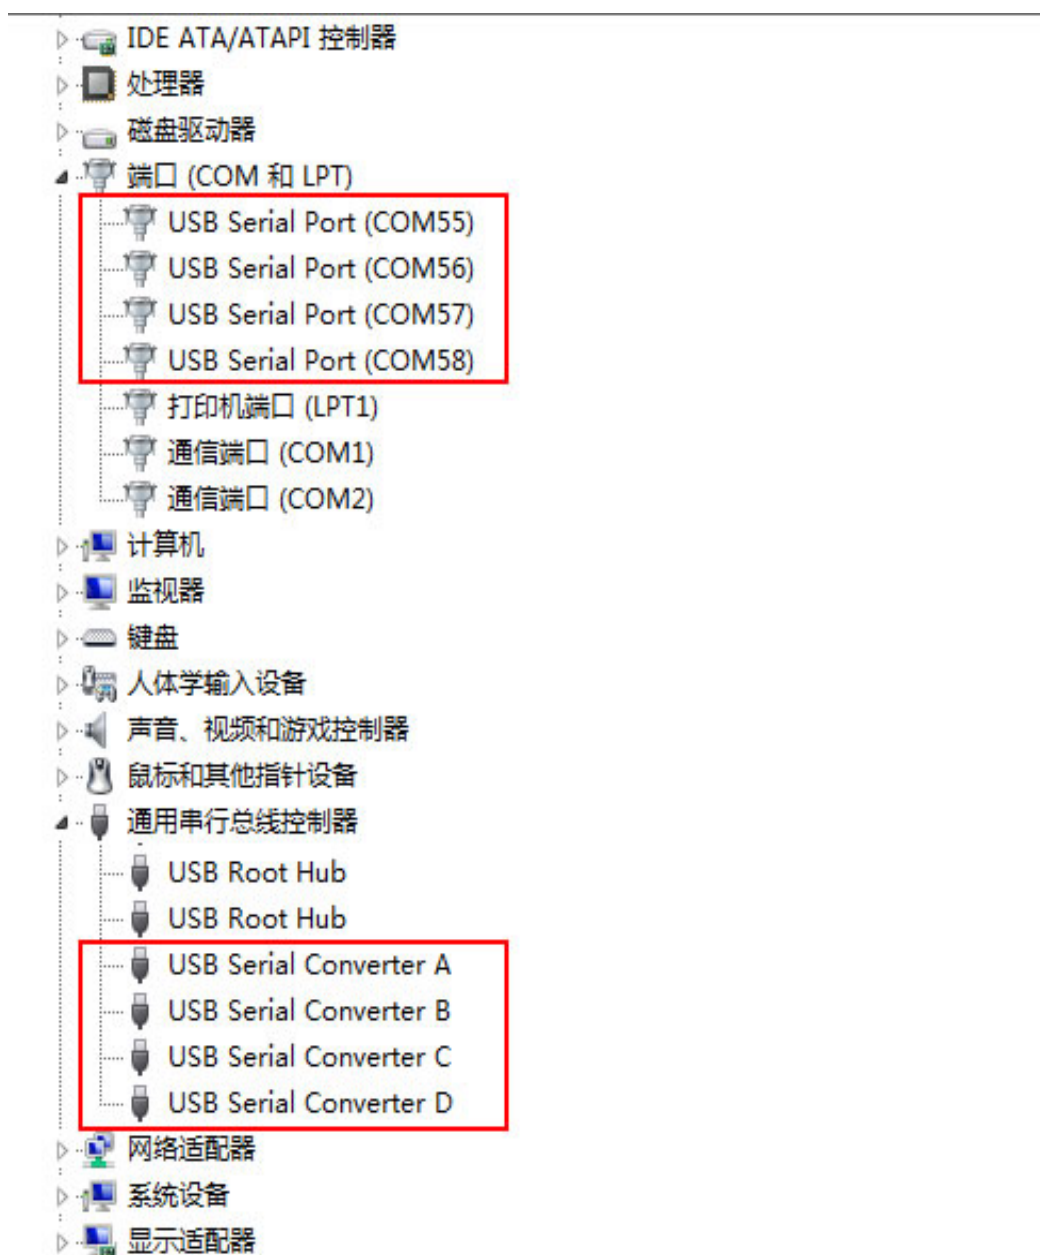 IDE ATA/ATAPI 控制器
处理器
磁盘驱动器
端口 (COM 和 LPT)
USB Serial Port (COM55)
USB Serial Port (COM56)
USB Serial Port (COM57)
USB Serial Port (COM58)
打印机端口 (LPT1)
通信端口 (COM1)
通信端口 (COM2)
计算机
监视器
键盘
人体学输入设备
声音、视频和游戏控制器
鼠标和其他指针设备
通用串行总线控制器
USB Root Hub
USB Root Hub
USB Serial Converter A
USB Serial Converter B
USB Serial Converter C
USB Serial Converter D
网络适配器
系统设备
显示适配器